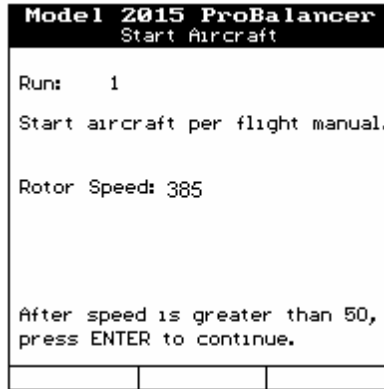 Model 2015 ProBalancer
Start Aircraft
Run: 1
Start aircraft per flight manual.
Rotor Speed: 385
After speed is greater than 50,
press ENTER to continue.